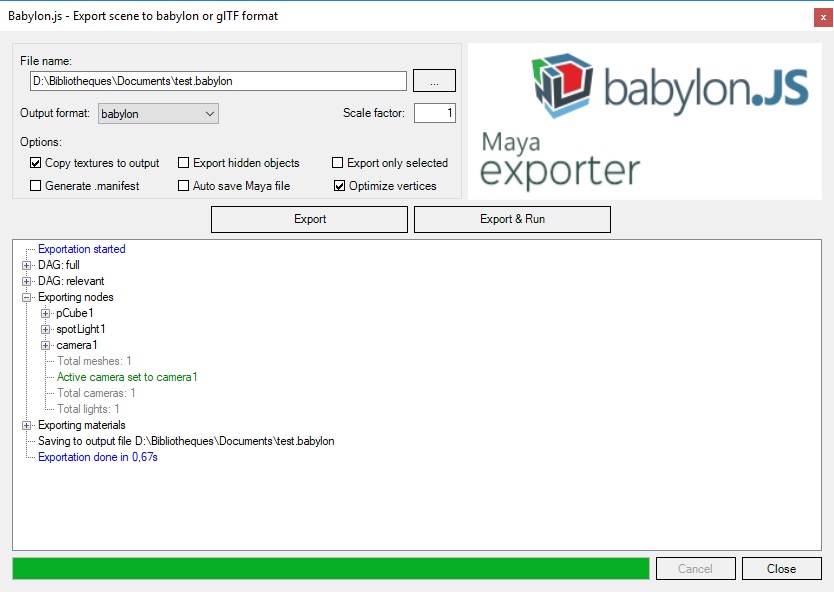 Babylon.js - Export scene to babylon or glTF format
x
File name:
D:\Bibliotheques\Documents\test.babylon
...
Output format: babylon
Scale factor: 1
Options:
Copy textures to output Export hidden objects Export only selected
Generate .manifest Auto save Maya file Optimize vertices
babylon.JS
Maya
exporter
Export Export & Run
Exportation started
DAG: full
DAG: relevant
Exporting nodes
pCube1
spotLight1
camera1
Total meshes: 1
Active camera set to camera1
Total cameras: 1
Total lights: 1
Exporting materials
Saving to output file D:\Bibliotheques\Documents\test.babylon
Exportation done in 0,67s
Cancel Close